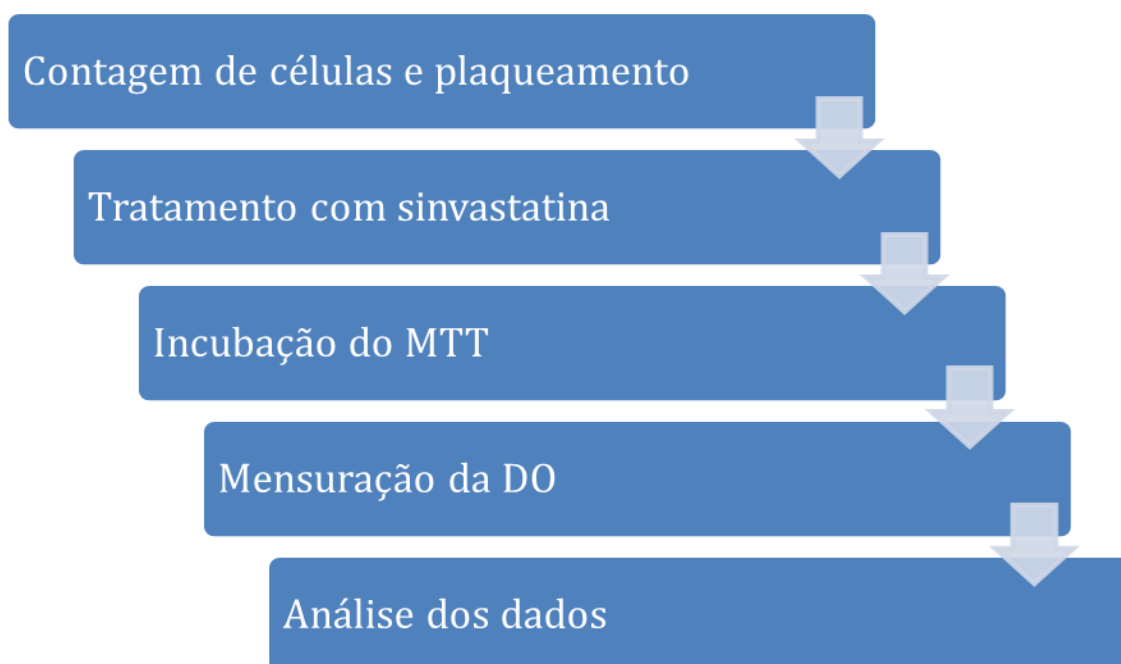 Contagem de células e plaqueamento
Tratamento com sinvastatina
Incubação do MTT
Mensuração da DO
Análise dos dados